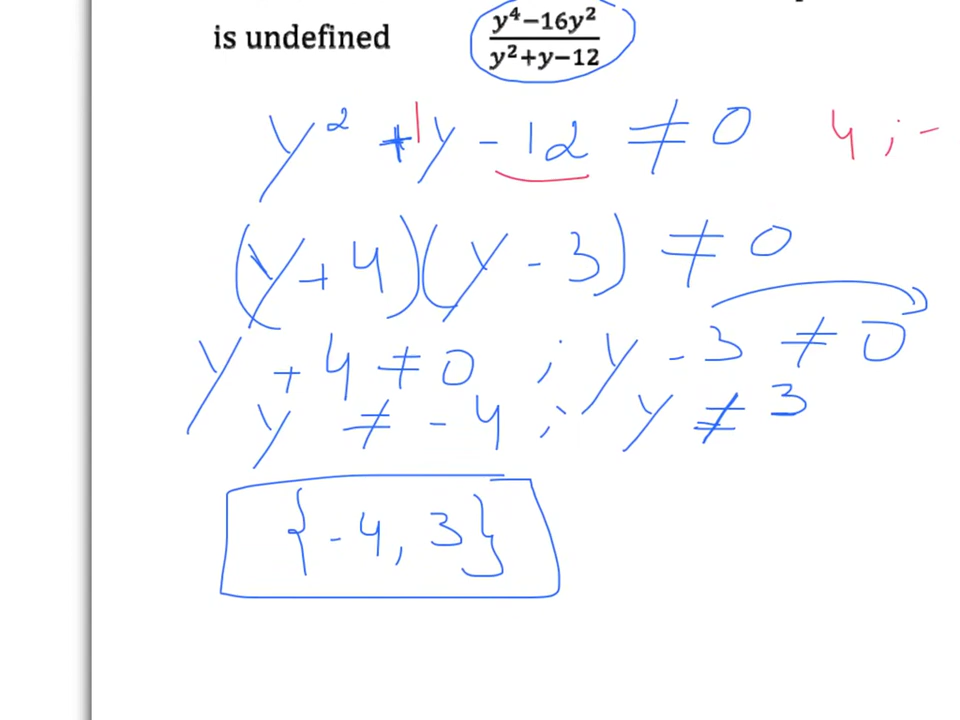 is undefined y⁴−16y² / y²+y−12
y² +1y - 12 ≠ 0 4 ; -
(y + 4)(y - 3) ≠ 0
y + 4 ≠ 0 ; y - 3 ≠ 0
y ≠ - 4 ; y ≠ 3
{-4, 3}